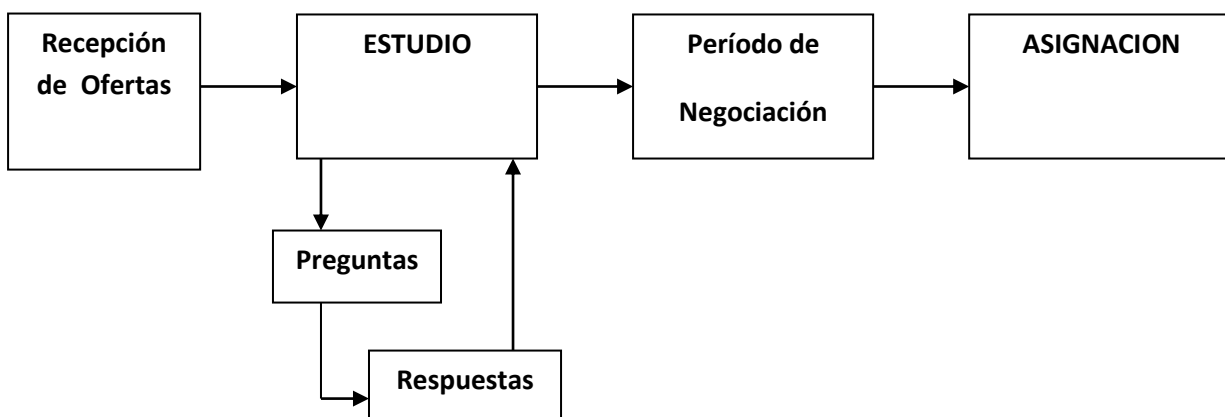 Recepción
de Ofertas
ESTUDIO
Período de
Negociación
ASIGNACION
Preguntas
Respuestas